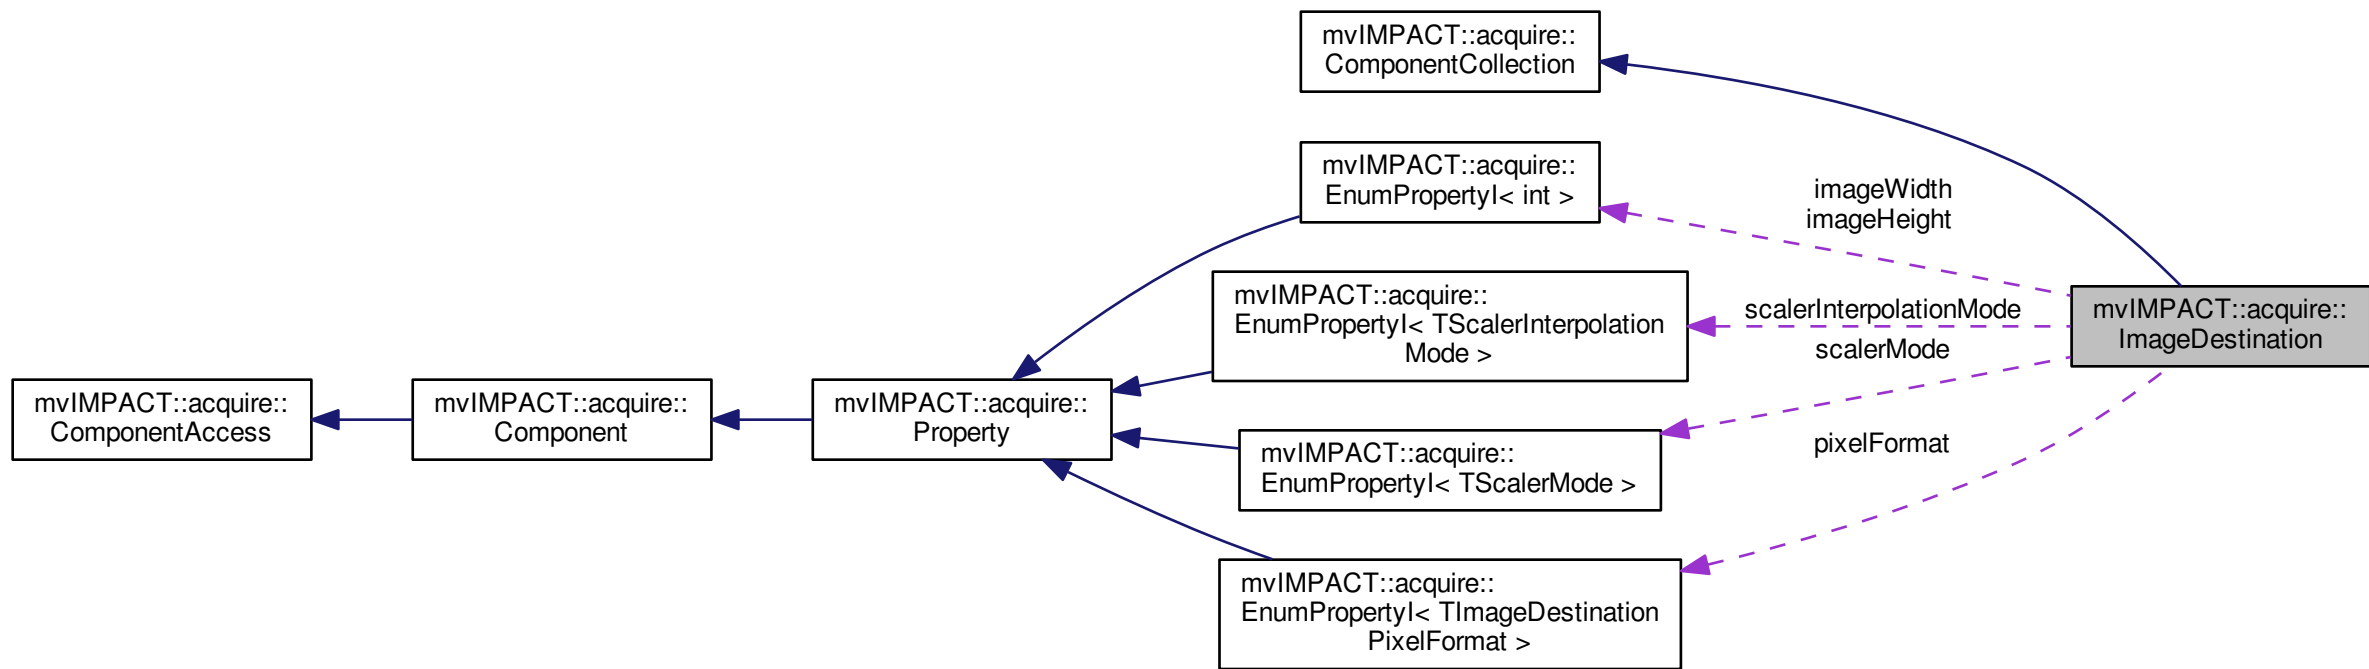 mvIMPACT::acquire::
ComponentCollection
mvIMPACT::acquire::
EnumPropertyI< int >
imageWidth
imageHeight
mvIMPACT::acquire::
EnumPropertyI< TScalerInterpolation
Mode >
scalerInterpolationMode
scalerMode
mvIMPACT::acquire::
ImageDestination
mvIMPACT::acquire::
ComponentAccess
mvIMPACT::acquire::
Component
mvIMPACT::acquire::
Property
mvIMPACT::acquire::
EnumPropertyI< TScalerMode >
pixelFormat
mvIMPACT::acquire::
EnumPropertyI< TImageDestination
PixelFormat >